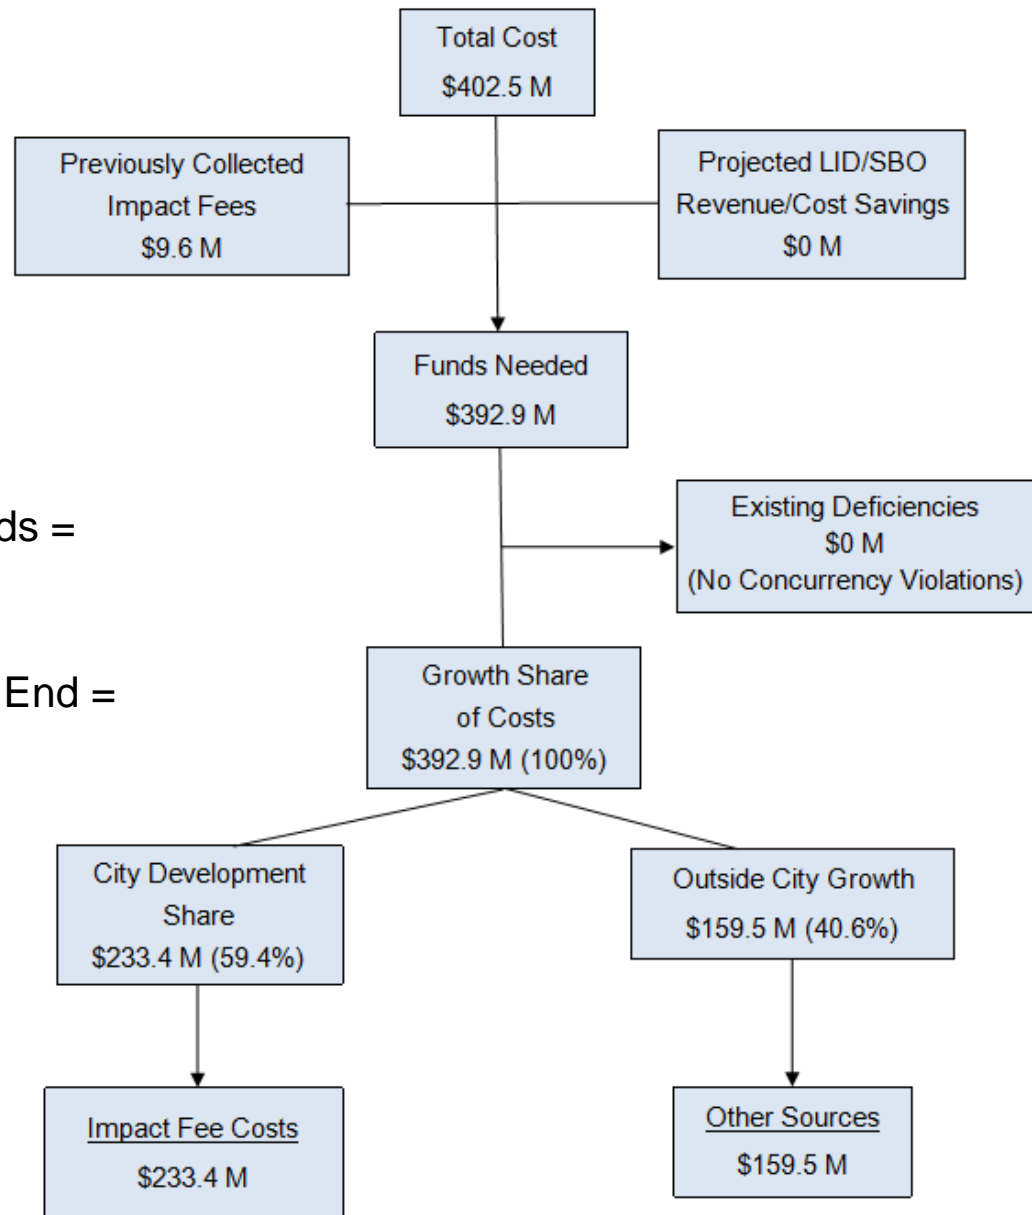 Total Cost
$402.5 M
Previously Collected
Impact Fees
$9.6 M
Projected LID/SBO
Revenue/Cost Savings
$0 M
Funds Needed
$392.9 M
ds =
Existing Deficiencies
$0 M
(No Concurrency Violations)
End =
Growth Share
of Costs
$392.9 M (100%)
City Development
Share
$233.4 M (59.4%)
Outside City Growth
$159.5 M (40.6%)
Impact Fee Costs
$233.4 M
Other Sources
$159.5 M